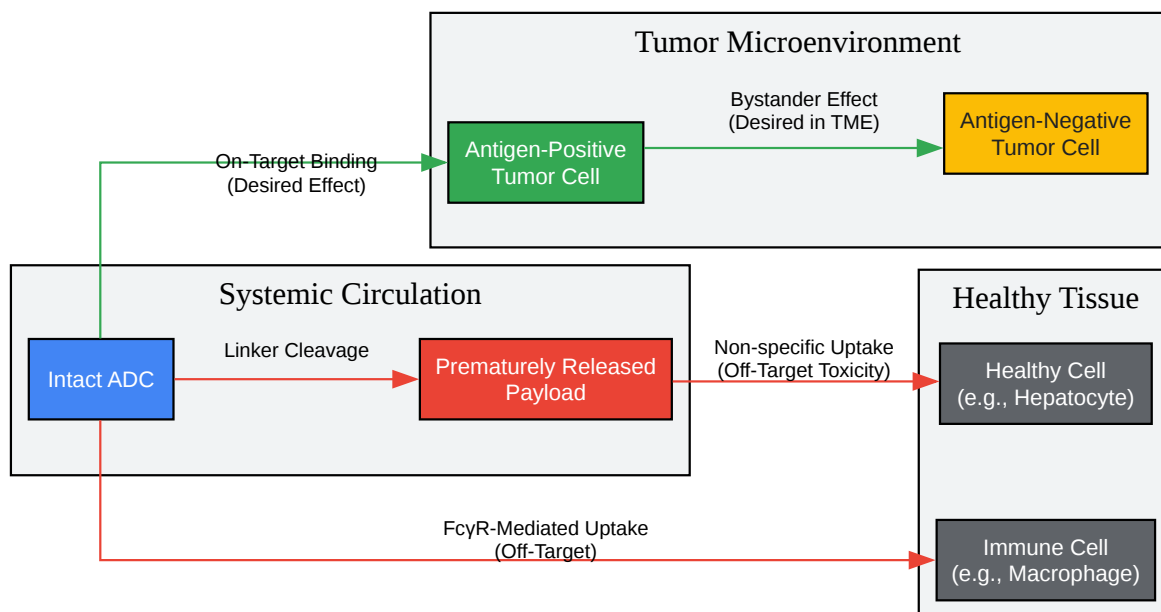 Tumor Microenvironment
Bystander Effect
(Desired in TME)
Antigen-Positive
Tumor Cell
Antigen-Negative
Tumor Cell
On-Target Binding
(Desired Effect)
Systemic Circulation
Healthy Tissue
Intact ADC
Linker Cleavage
Prematurely Released
Payload
Non-specific Uptake
(Off-Target Toxicity)
Healthy Cell
(e.g., Hepatocyte)
FcγR-Mediated Uptake
(Off-Target)
Immune Cell
(e.g., Macrophage)